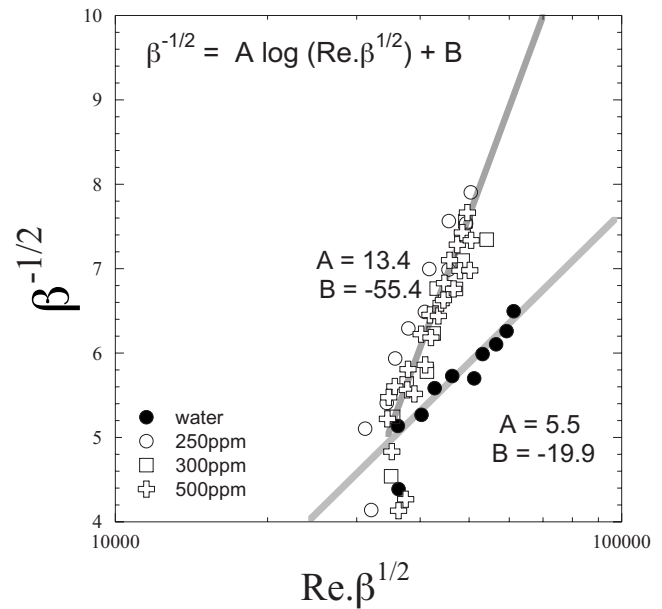 β^-1/2 = A log (Re.β^1/2) + B
10
9
8
7
6
5
4
β^-1/2
A = 13.4
B = -55.4
A = 5.5
B = -19.9
water
250ppm
300ppm
500ppm
10000
100000
Re.β^1/2